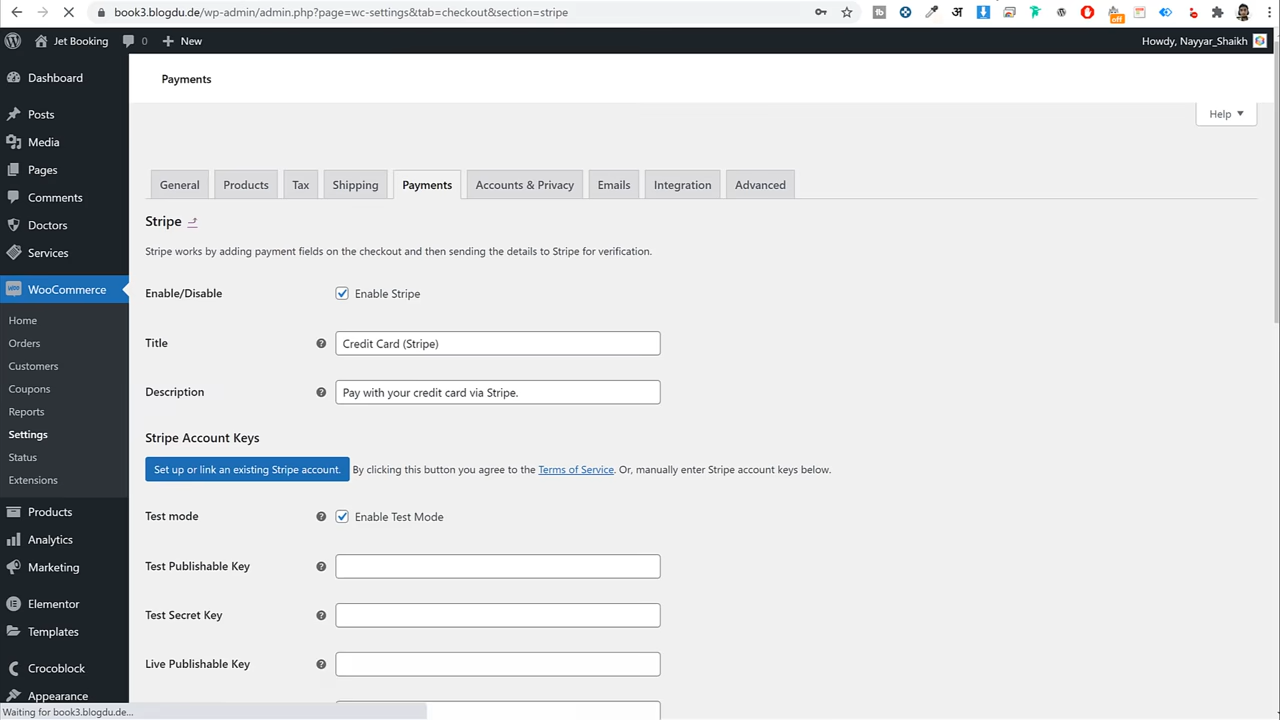 book3.blogdu.de/wp-admin/admin.php?page=wc-settings&tab=checkout&section=stripe
off
Jet Booking
0
New
Howdy, Nayyar_Shaikh
Dashboard
Posts
Media
Pages
Comments
Doctors
Services
WooCommerce
Home
Orders
Customers
Coupons
Reports
Settings
Status
Extensions
Products
Analytics
Marketing
Elementor
Templates
Crocoblock
Appearance
Payments
Help
General
Products
Tax
Shipping
Payments
Accounts & Privacy
Emails
Integration
Advanced
Stripe
Stripe works by adding payment fields on the checkout and then sending the details to Stripe for verification.
Enable/Disable
Enable Stripe
Title
Credit Card (Stripe)
Description
Pay with your credit card via Stripe.
Stripe Account Keys
Set up or link an existing Stripe account. By clicking this button you agree to the Terms of Service. Or, manually enter Stripe account keys below.
Test mode
Enable Test Mode
Test Publishable Key
Test Secret Key
Live Publishable Key
Waiting for book3.blogdu.de...